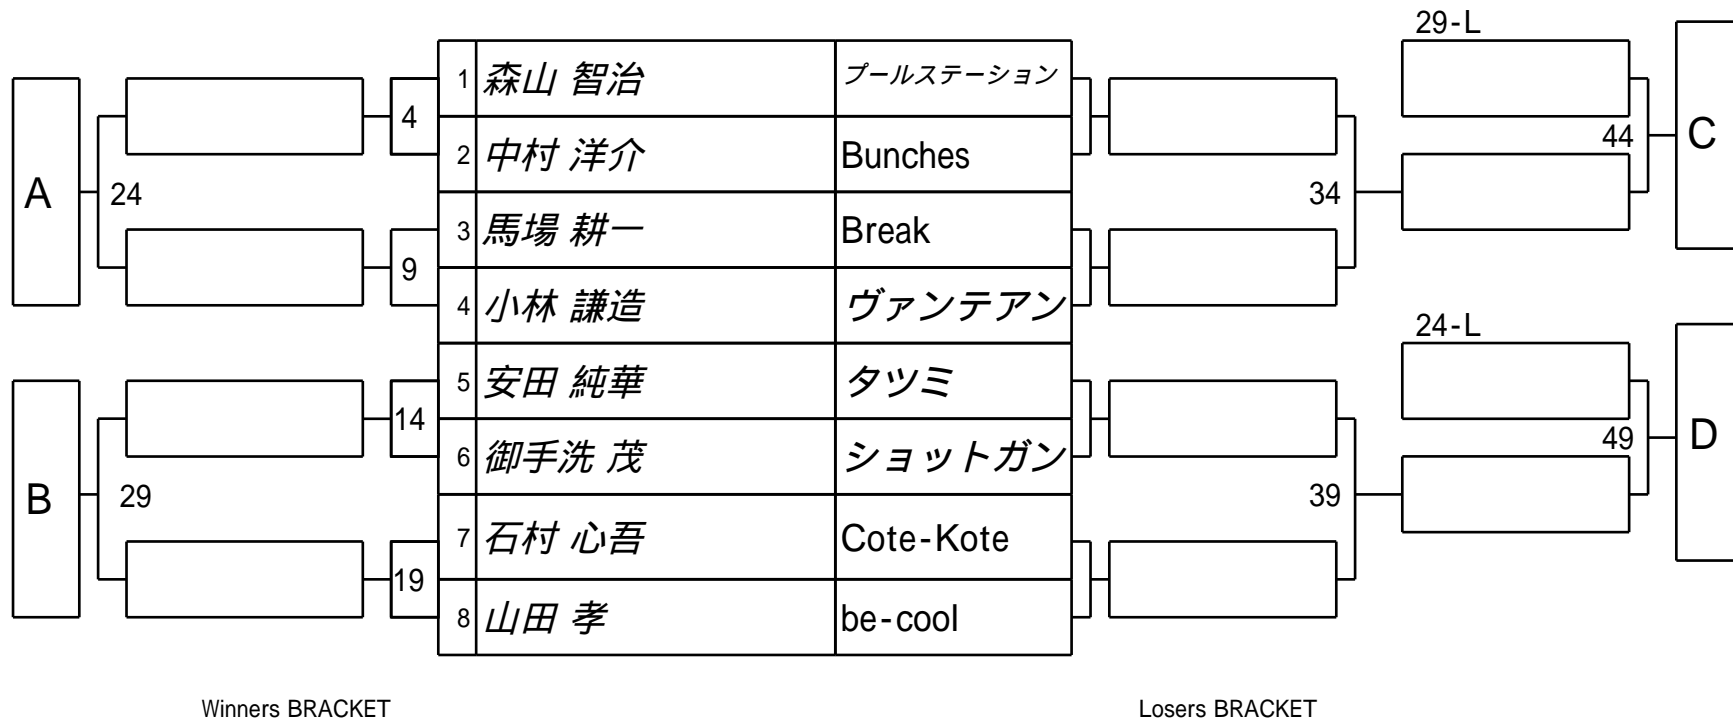 29-L
1 森山 智治 プールステーション
4
44 C
2 中村 洋介 Bunches
A 24 34
3 馬場 耕一 Break
9
4 小林 謙造 ヴァンテアン
24-L
5 安田 純華 タツミ
14
49 D
6 御手洗 茂 ショットガン
B 29 39
7 石村 心吾 Cote-Kote
19
8 山田 孝 be-cool
Winners BRACKET Losers BRACKET